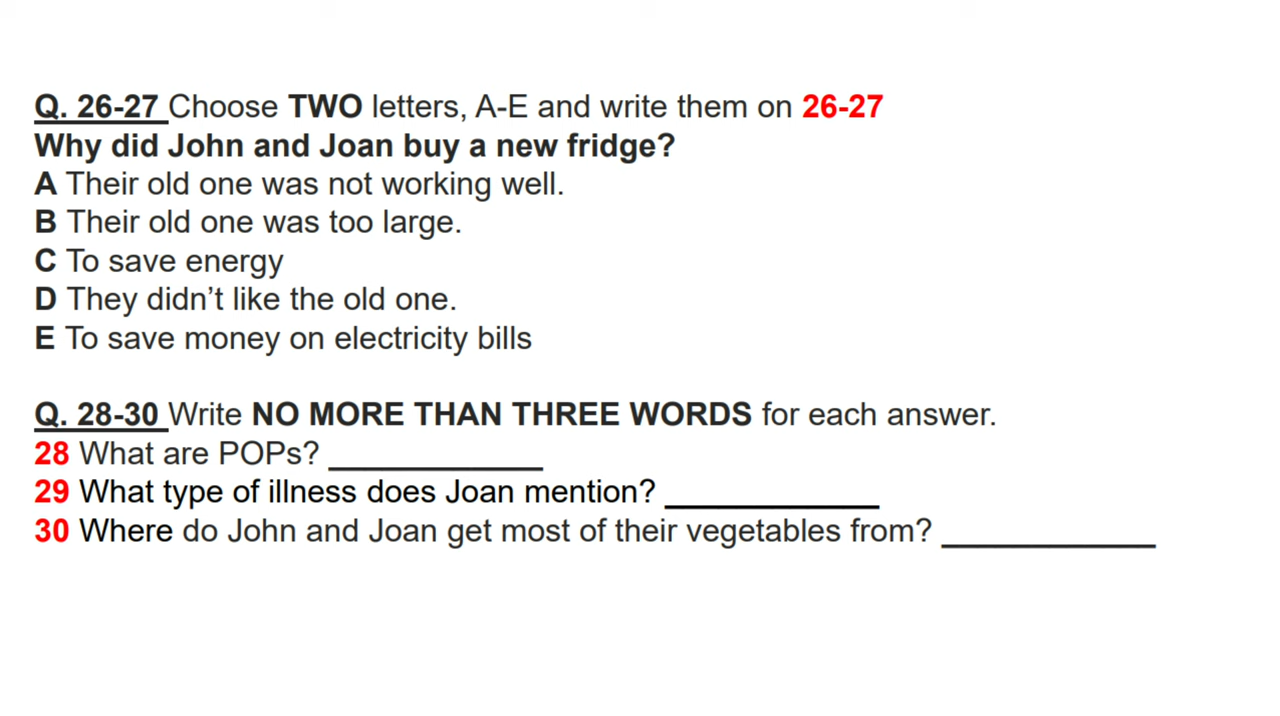 Q. 26-27 Choose TWO letters, A-E and write them on 26-27
Why did John and Joan buy a new fridge?
A Their old one was not working well.
B Their old one was too large.
C To save energy
D They didn’t like the old one.
E To save money on electricity bills
Q. 28-30 Write NO MORE THAN THREE WORDS for each answer.
28 What are POPs? ____________
29 What type of illness does Joan mention? ____________
30 Where do John and Joan get most of their vegetables from? ____________